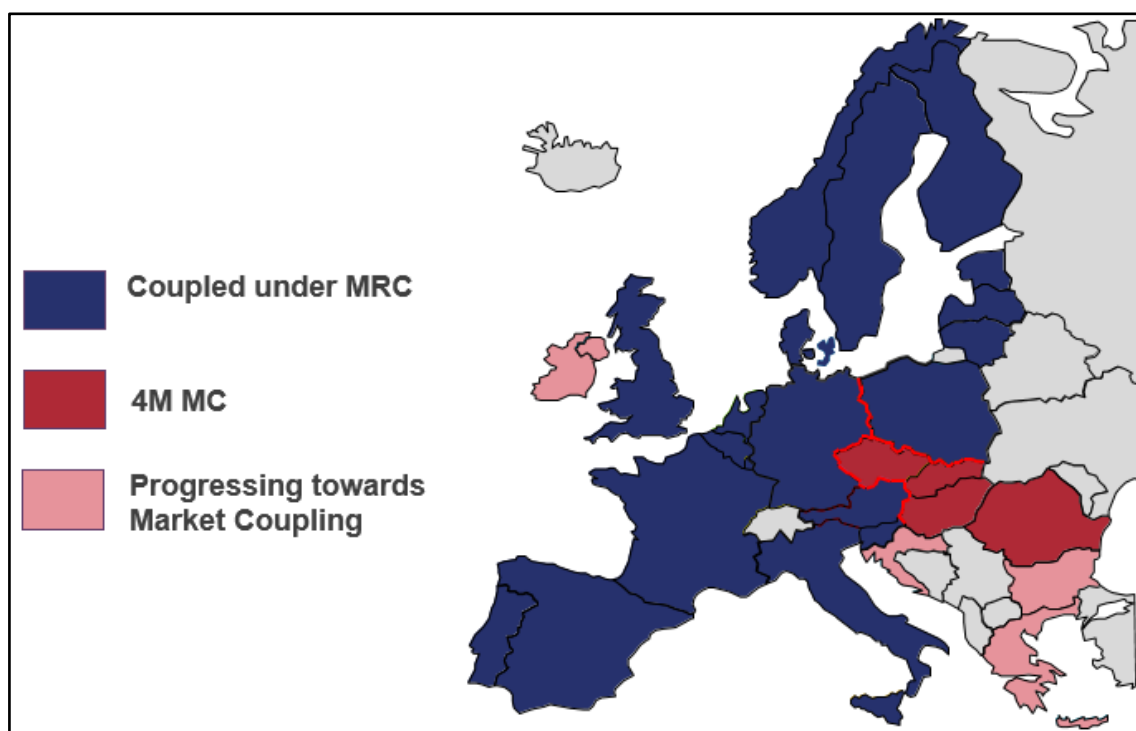 Coupled under MRC
4M MC
Progressing towards
Market Coupling